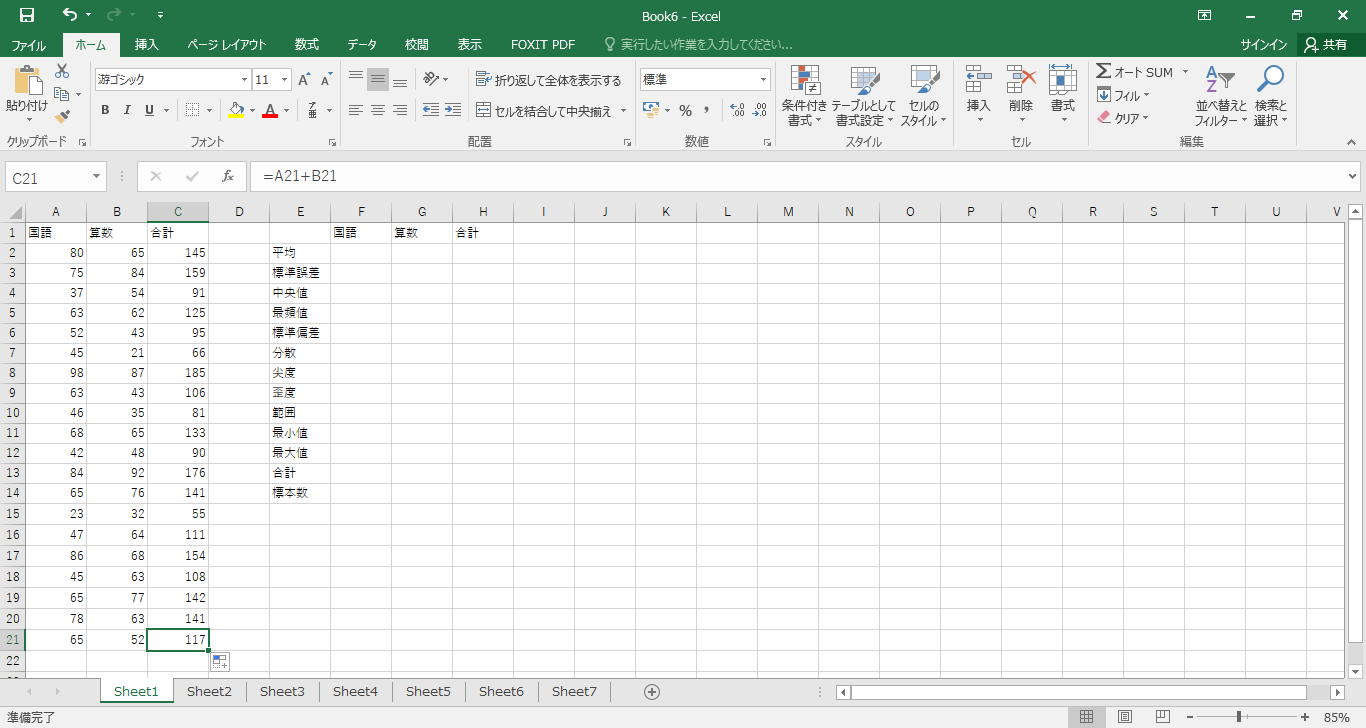 Book6 - Excel
ファイル ホーム 挿入 ページ レイアウト 数式 データ 校閲 表示 FOXIT PDF 実行したい作業を入力してください... サインイン 共有
游ゴシック 11 折り返して全体を表示する 標準 オート SUM
貼り付け B I U セルを結合して中央揃え % 条件付き書式 テーブルとして書式設定 セルのスタイル 挿入 削除 書式 フィル クリア 並べ替えとフィルター 検索と選択
クリップボード フォント 配置 数値 スタイル セル 編集
C21 fx =A21+B21
A B C D E F G H I J K L M N O P Q R S T U V
1 国語 算数 合計 国語 算数 合計
2 80 65 145 平均
3 75 84 159 標準誤差
4 37 54 91 中央値
5 63 62 125 最頻値
6 52 43 95 標準偏差
7 45 21 66 分散
8 98 87 185 尖度
9 63 43 106 歪度
10 46 35 81 範囲
11 68 65 133 最小値
12 42 48 90 最大値
13 84 92 176 合計
14 65 76 141 標本数
15 23 32 55
16 47 64 111
17 86 68 154
18 45 63 108
19 65 77 142
20 78 63 141
21 65 52 117
22
Sheet1 Sheet2 Sheet3 Sheet4 Sheet5 Sheet6 Sheet7
準備完了 85%